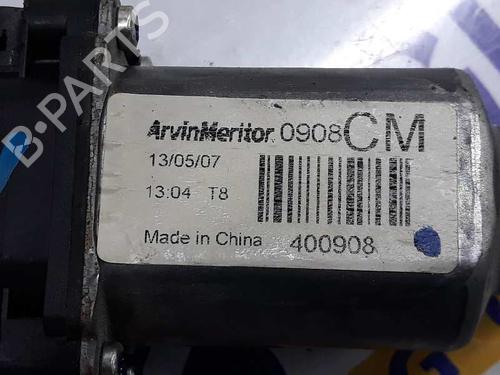 B-PARTS
ArvinMeritor 0908CM
13/05/07
13:04 T8
Made in China 400908